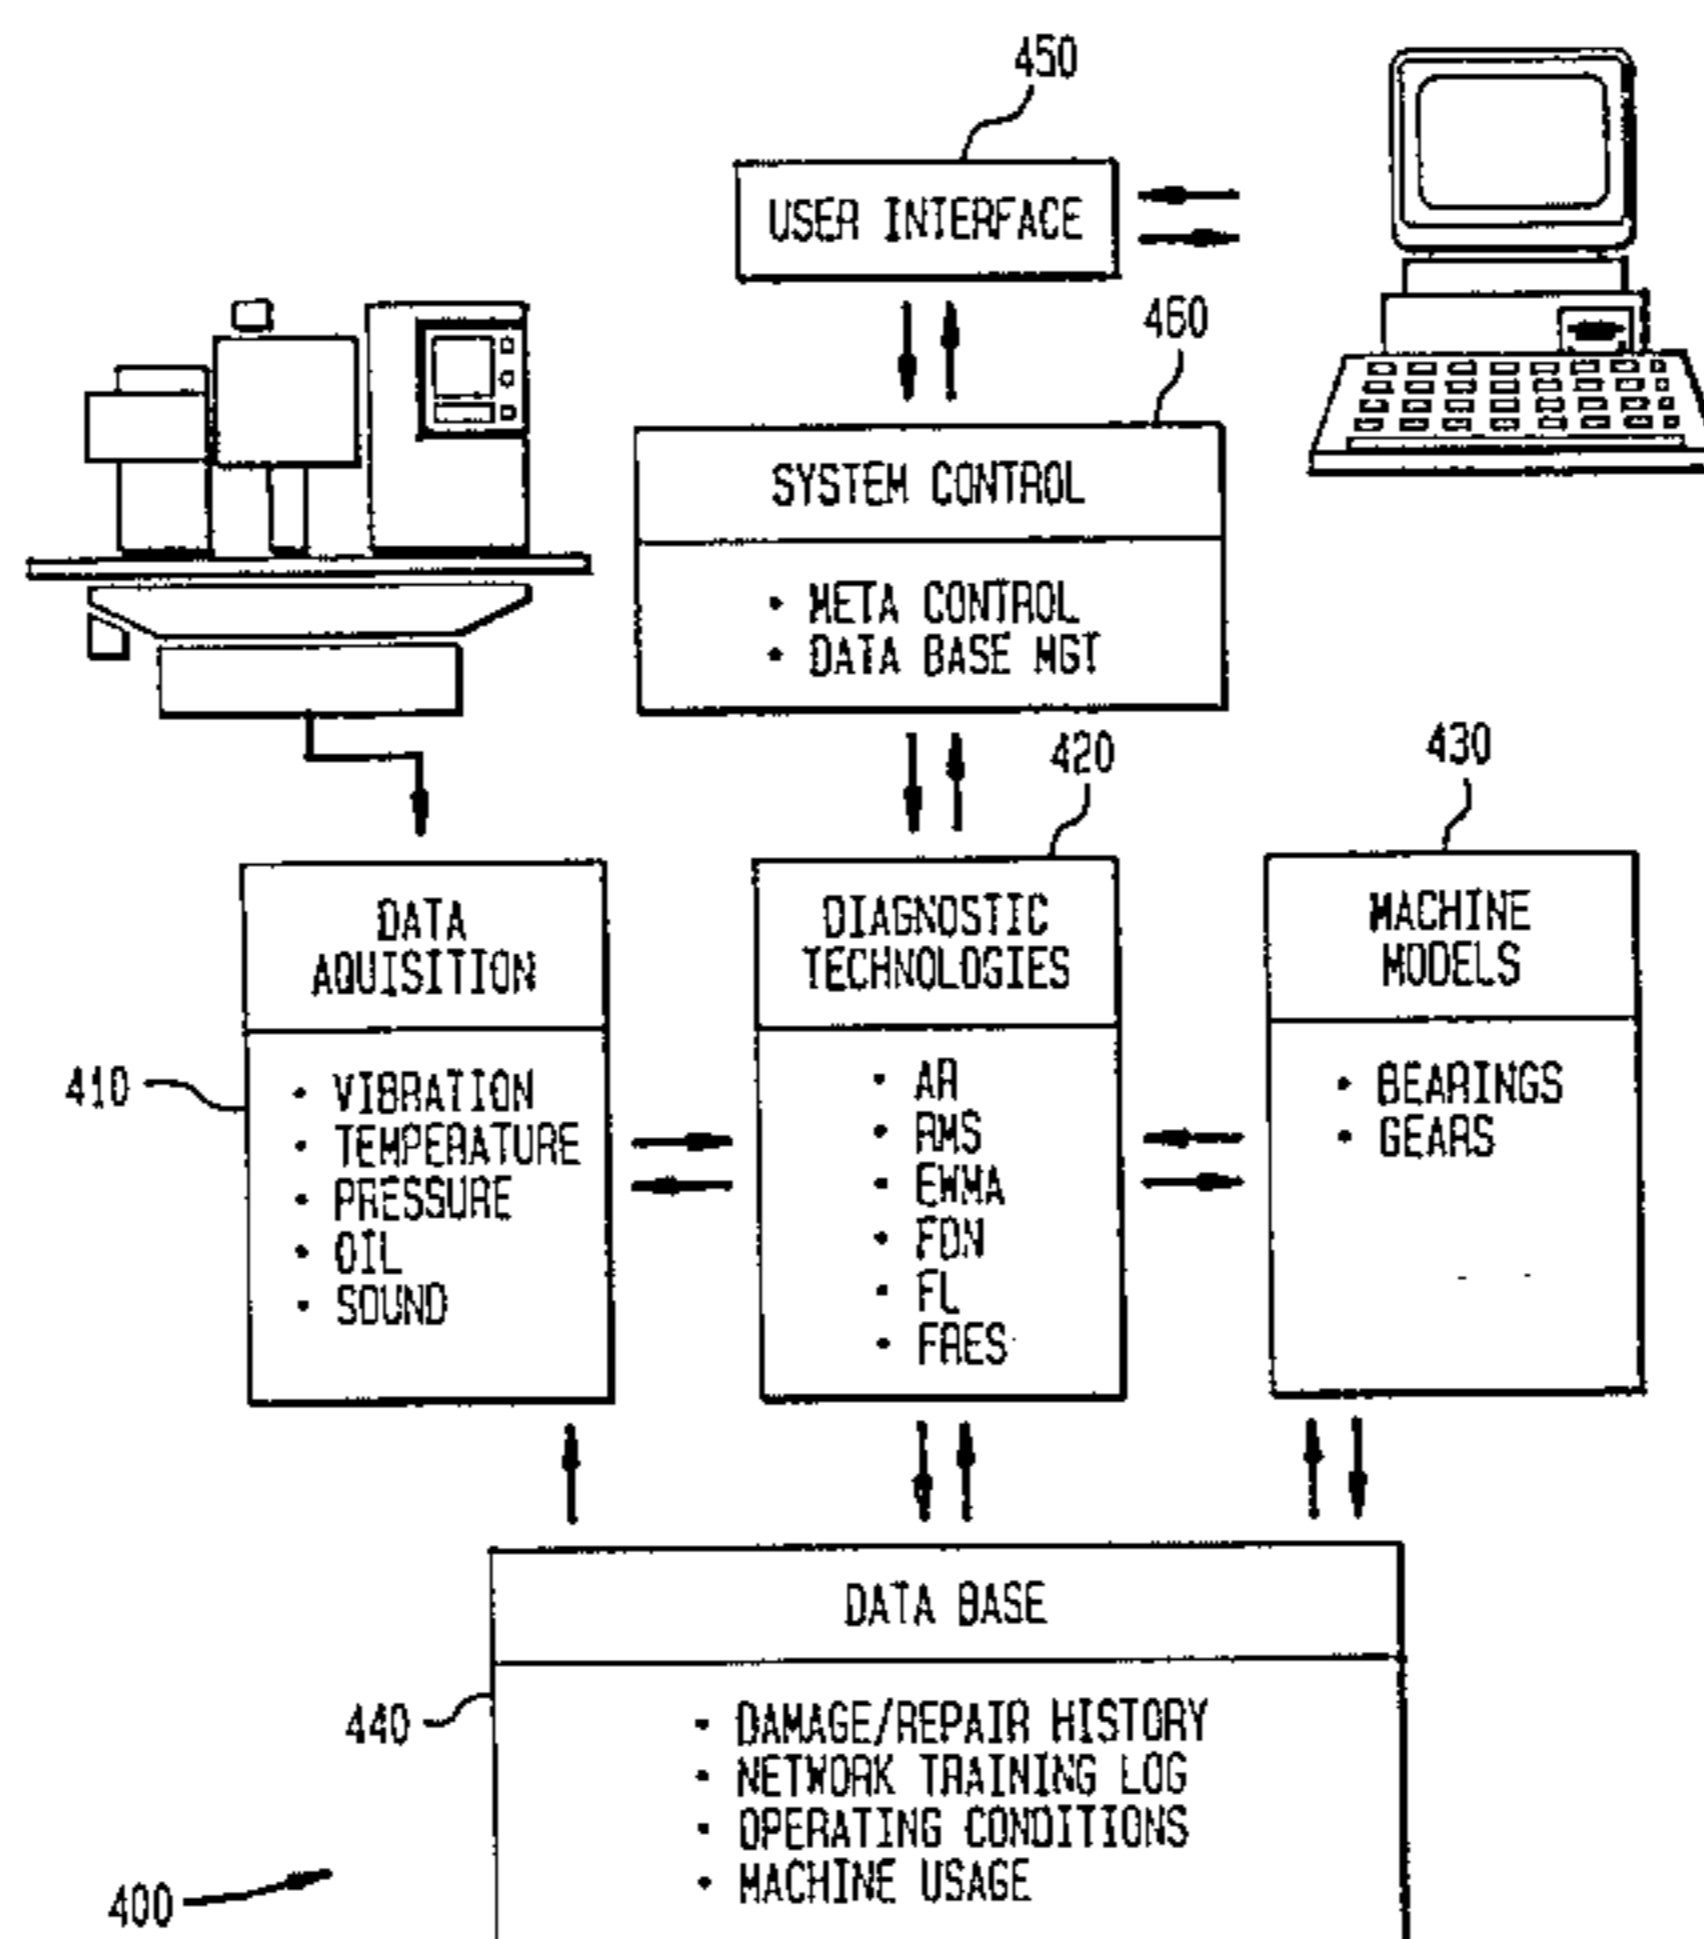 450
USER INTERFACE
460
SYSTEM CONTROL
• META CONTROL
• DATA BASE MGT
420
430
DATA
AQUISITION
DIAGNOSTIC
TECHNOLOGIES
MACHINE
MODELS
410
• VIBRATION
• TEMPERATURE
• PRESSURE
• OIL
• SOUND
• AR
• RMS
• EWMA
• FDN
• FL
• FRES
• BEARINGS
• GEARS
DATA BASE
440
• DAMAGE/REPAIR HISTORY
• NETWORK TRAINING LOG
• OPERATING CONDITIONS
• MACHINE USAGE
400